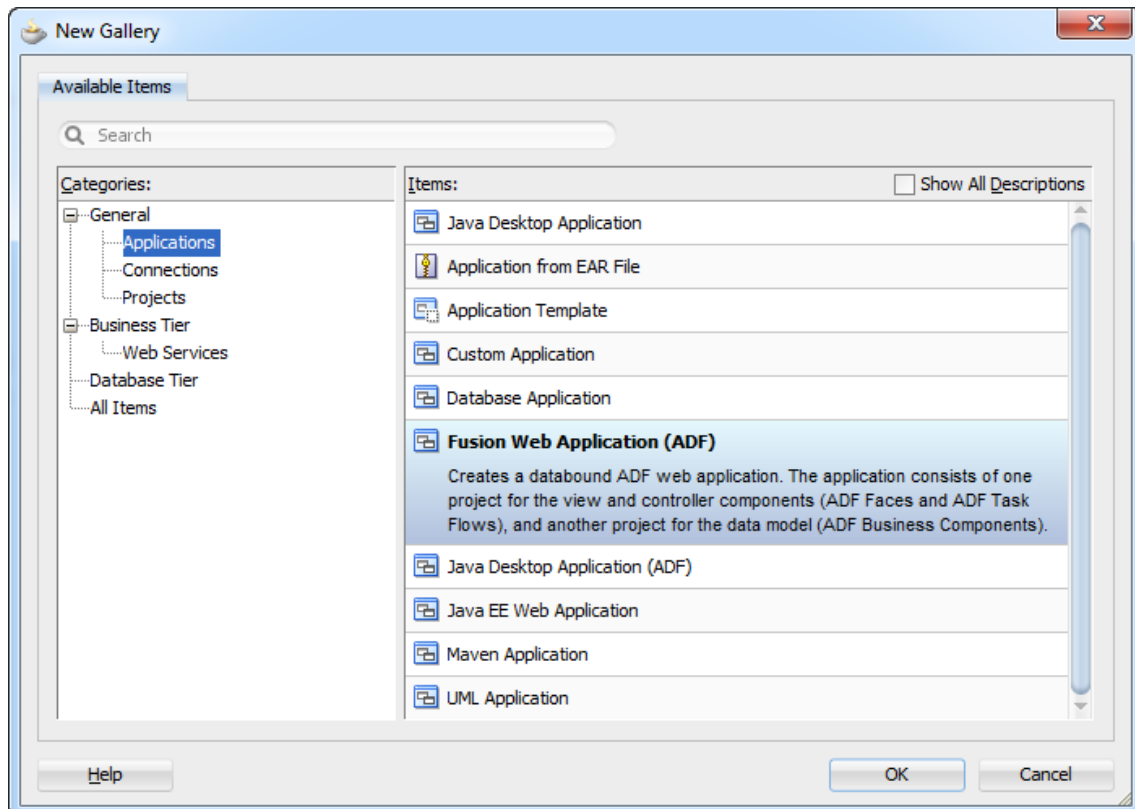 New Gallery
Available Items
Search
Categories:
General
Applications
Connections
Projects
Business Tier
Web Services
Database Tier
All Items
Items:
Show All Descriptions
Java Desktop Application
Application from EAR File
Application Template
Custom Application
Database Application
Fusion Web Application (ADF)
Creates a databound ADF web application. The application consists of one
project for the view and controller components (ADF Faces and ADF Task
Flows), and another project for the data model (ADF Business Components).
Java Desktop Application (ADF)
Java EE Web Application
Maven Application
UML Application
Help
OK
Cancel